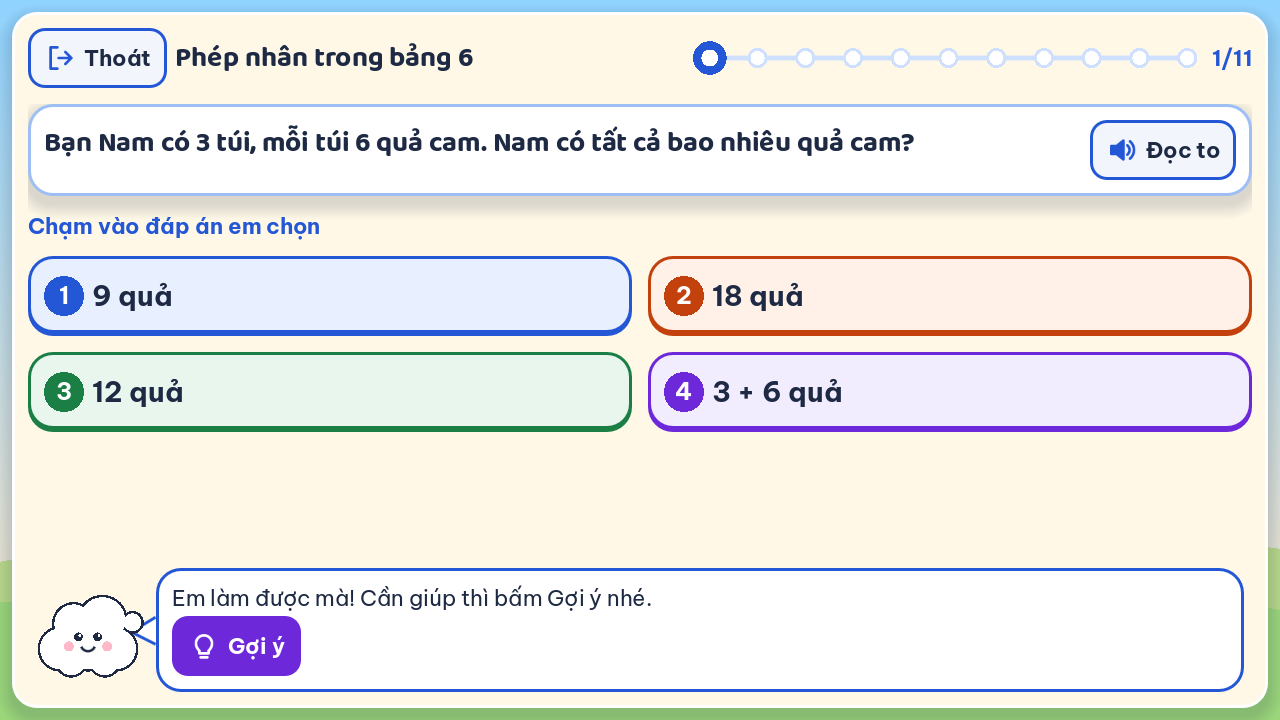 Thoát
Phép nhân trong bảng 6
1/11
Bạn Nam có 3 túi, mỗi túi 6 quả cam. Nam có tất cả bao nhiêu quả cam?
Đọc to
Chạm vào đáp án em chọn
1 9 quả
2 18 quả
3 12 quả
4 3 + 6 quả
Em làm được mà! Cần giúp thì bấm Gợi ý nhé.
Gợi ý